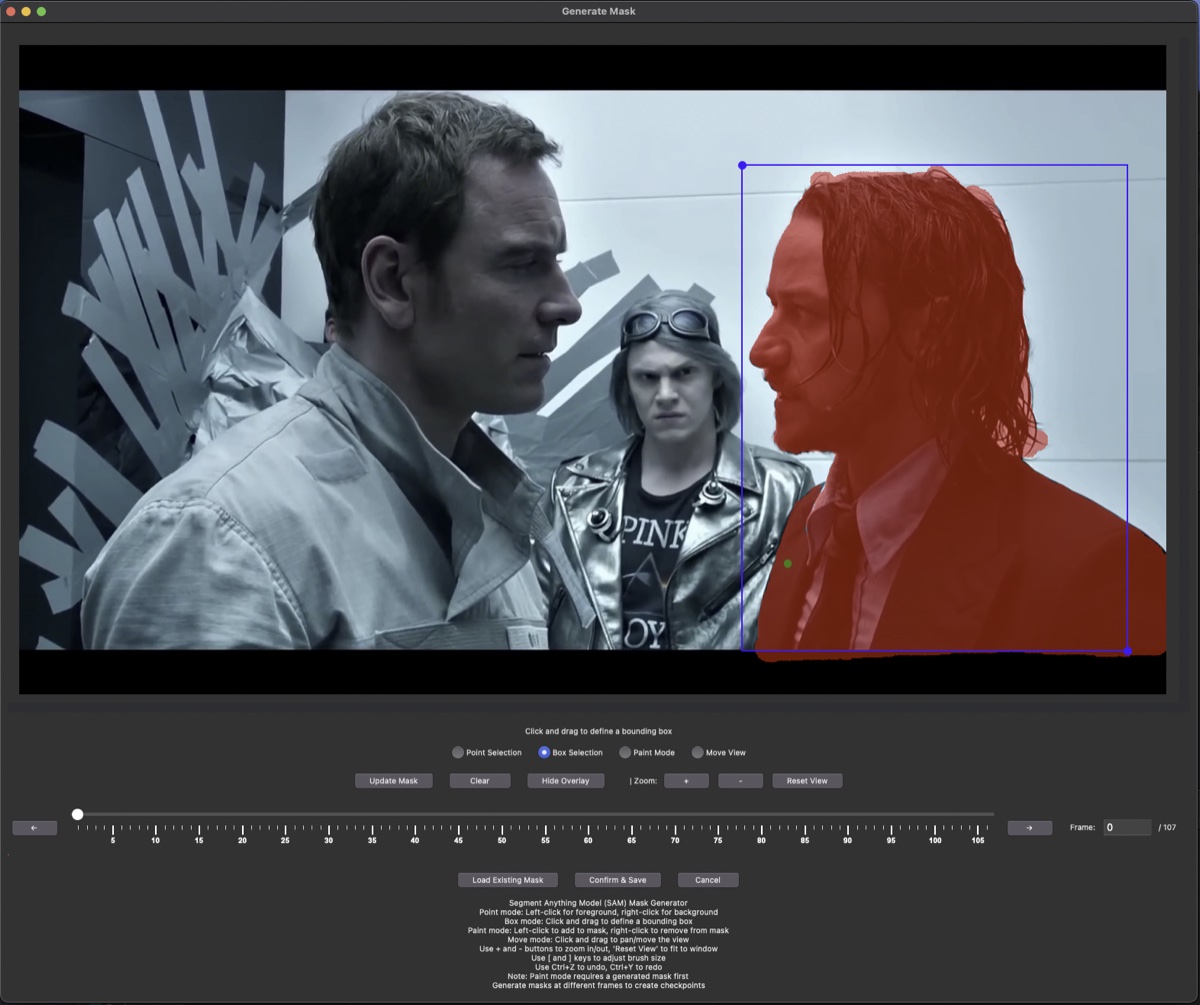 Generate Mask
PINK
OY
Click and drag to define a bounding box
Point Selection Box Selection Paint Mode Move View
Update Mask Clear Hide Overlay | Zoom: + - Reset View
5 10 15 20 25 30 35 40 45 50 55 60 65 70 75 80 85 90 95 100 105
← → Frame: 0 / 107
Load Existing Mask Confirm & Save Cancel
Segment Anything Model (SAM) Mask Generator
Point mode: Left-click for foreground, right-click for background
Box mode: Click and drag to define a bounding box
Paint mode: Left-click to add to mask, right-click to remove from mask
Move mode: Click and drag to pan/move the view
Use + and - buttons to zoom in/out, 'Reset View' to fit to window
Use [ and ] keys to adjust brush size
Use Ctrl+Z to undo, Ctrl+Y to redo
Note: Paint mode requires a generated mask first
Generate masks at different frames to create checkpoints